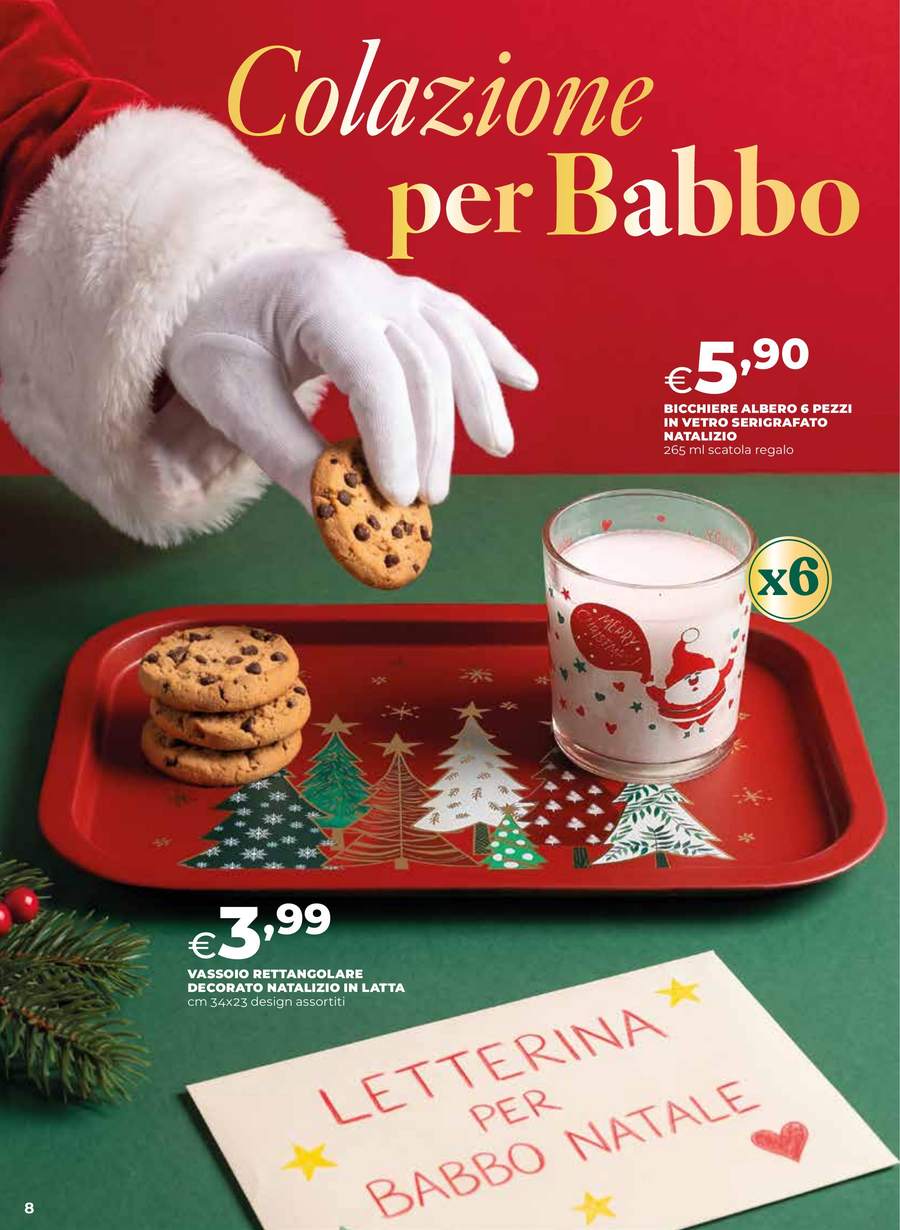 Colazione
per Babbo
€5,90
BICCHIERE ALBERO 6 PEZZI
IN VETRO SERIGRAFATO
NATALIZIO
265 ml scatola regalo
x6
MERRY
CHRISTMAS
€3,99
VASSOIO RETTANGOLARE
DECORATO NATALIZIO IN LATTA
cm 34x23 design assortiti
LETTERINA
PER
BABBO NATALE
8